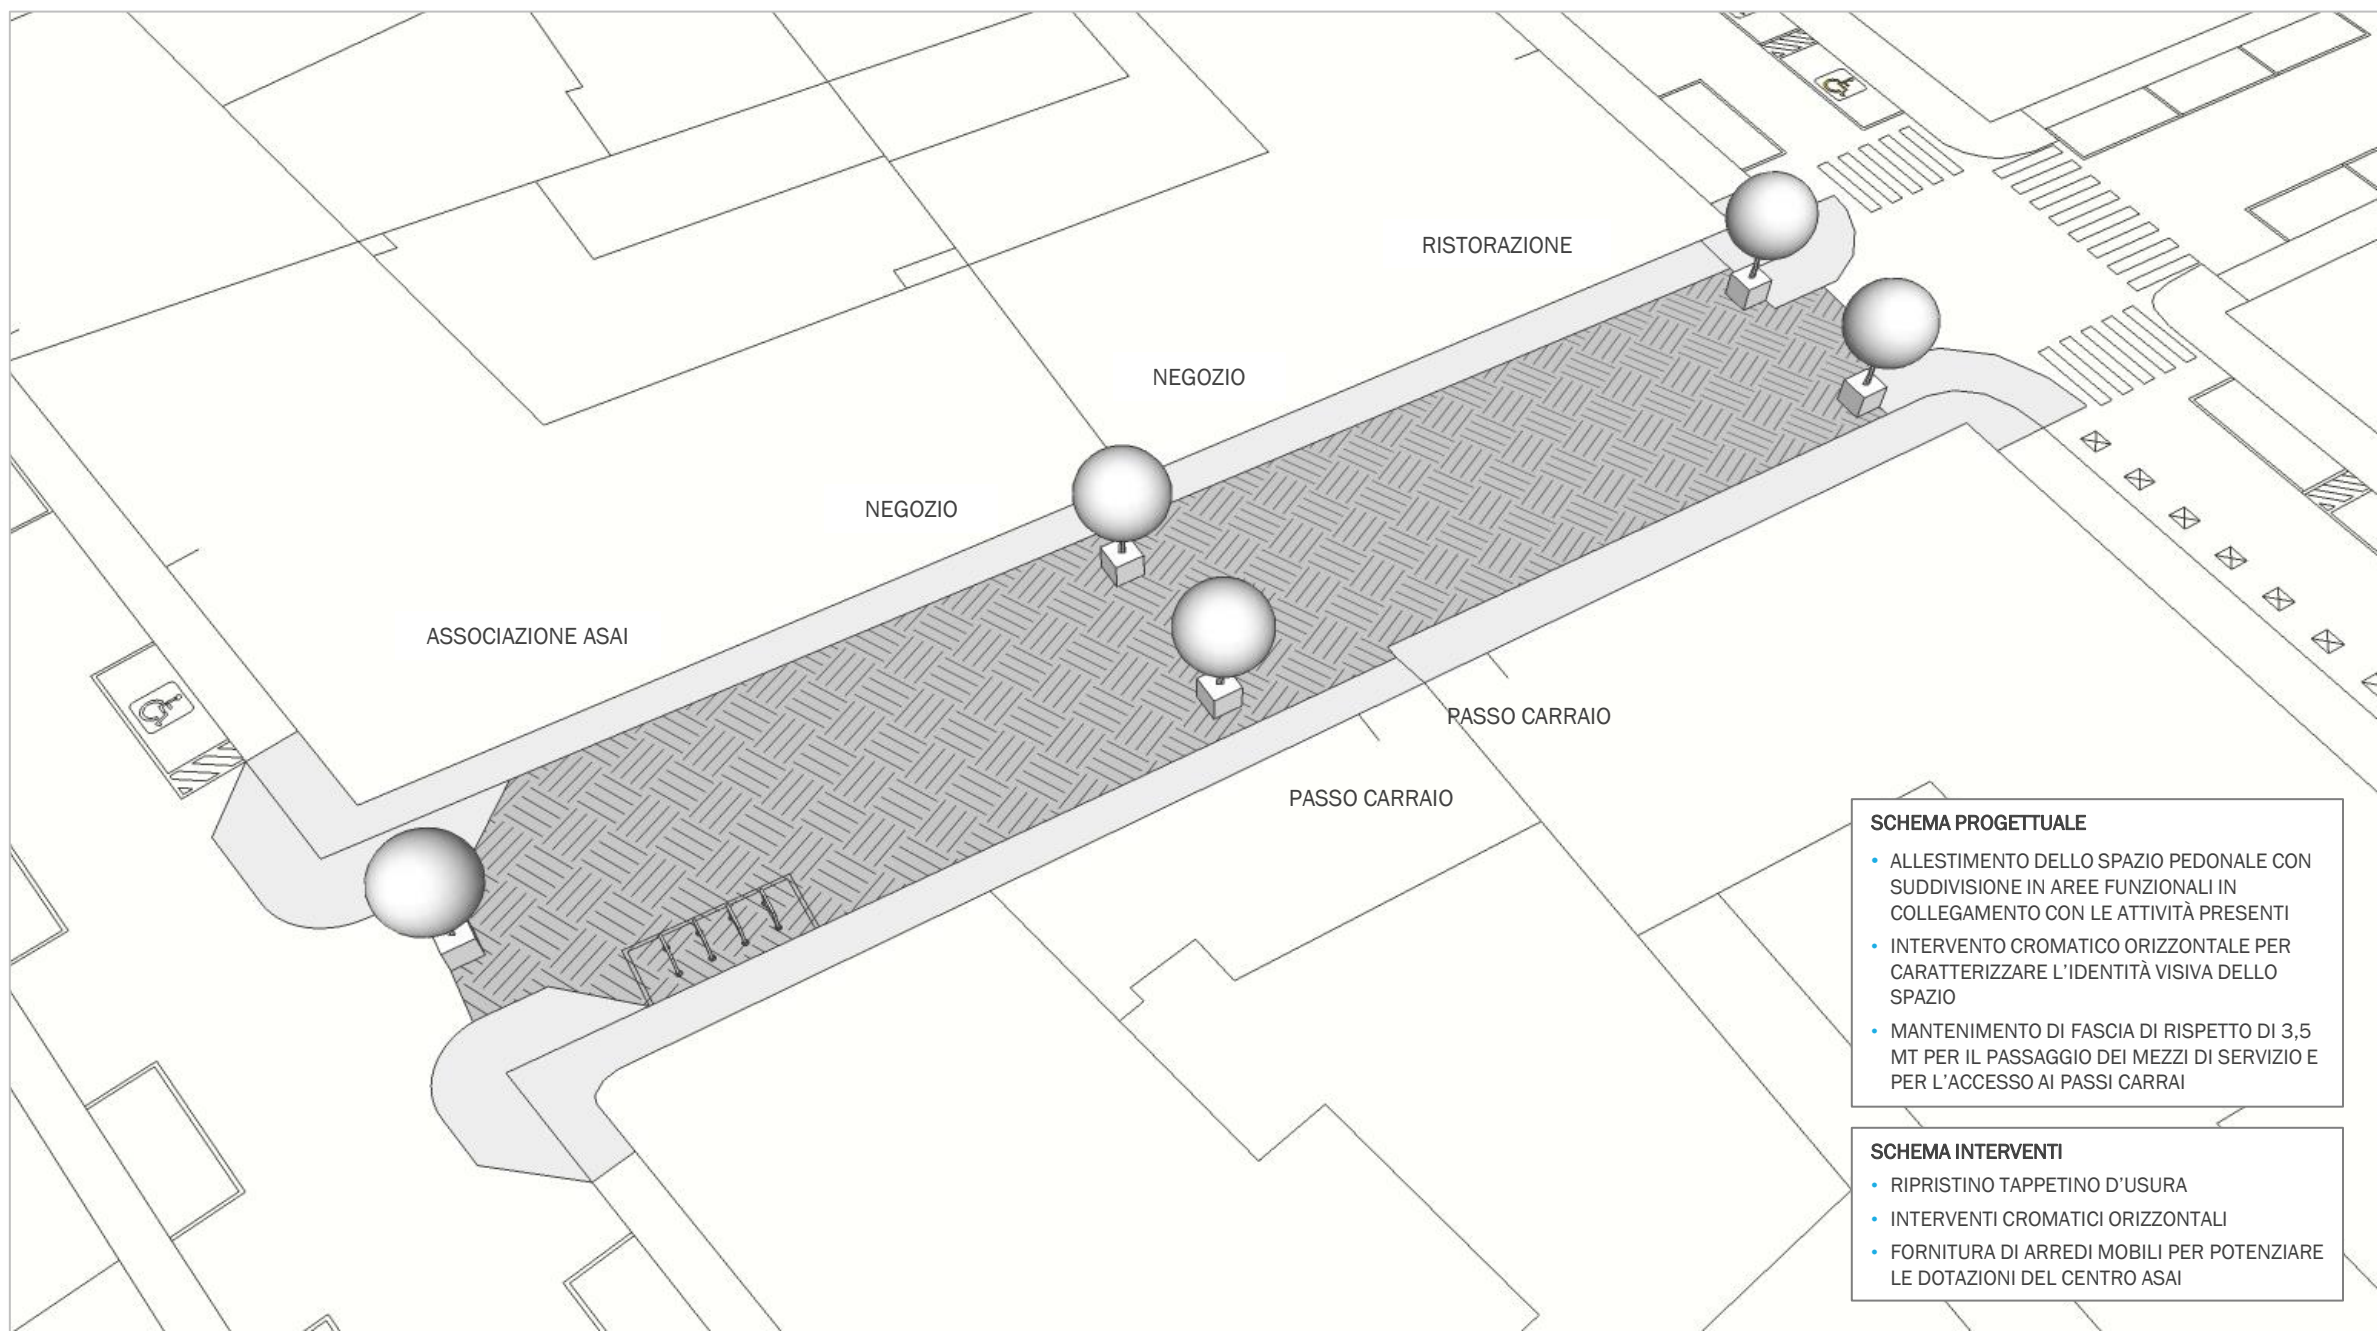 RISTORAZIONE
NEGOZIO
NEGOZIO
ASSOCIAZIONE ASAI
PASSO CARRAIO
PASSO CARRAIO
SCHEMA PROGETTUALE
• ALLESTIMENTO DELLO SPAZIO PEDONALE CON
SUDDIVISIONE IN AREE FUNZIONALI IN
COLLEGAMENTO CON LE ATTIVITÀ PRESENTI
• INTERVENTO CROMATICO ORIZZONTALE PER
CARATTERIZZARE L'IDENTITÀ VISIVA DELLO
SPAZIO
• MANTENIMENTO DI FASCIA DI RISPETTO DI 3,5
MT PER IL PASSAGGIO DEI MEZZI DI SERVIZIO E
PER L'ACCESSO AI PASSI CARRAI
SCHEMA INTERVENTI
• RIPRISTINO TAPPETINO D'USURA
• INTERVENTI CROMATICI ORIZZONTALI
• FORNITURA DI ARREDI MOBILI PER POTENZIARE
LE DOTAZIONI DEL CENTRO ASAI